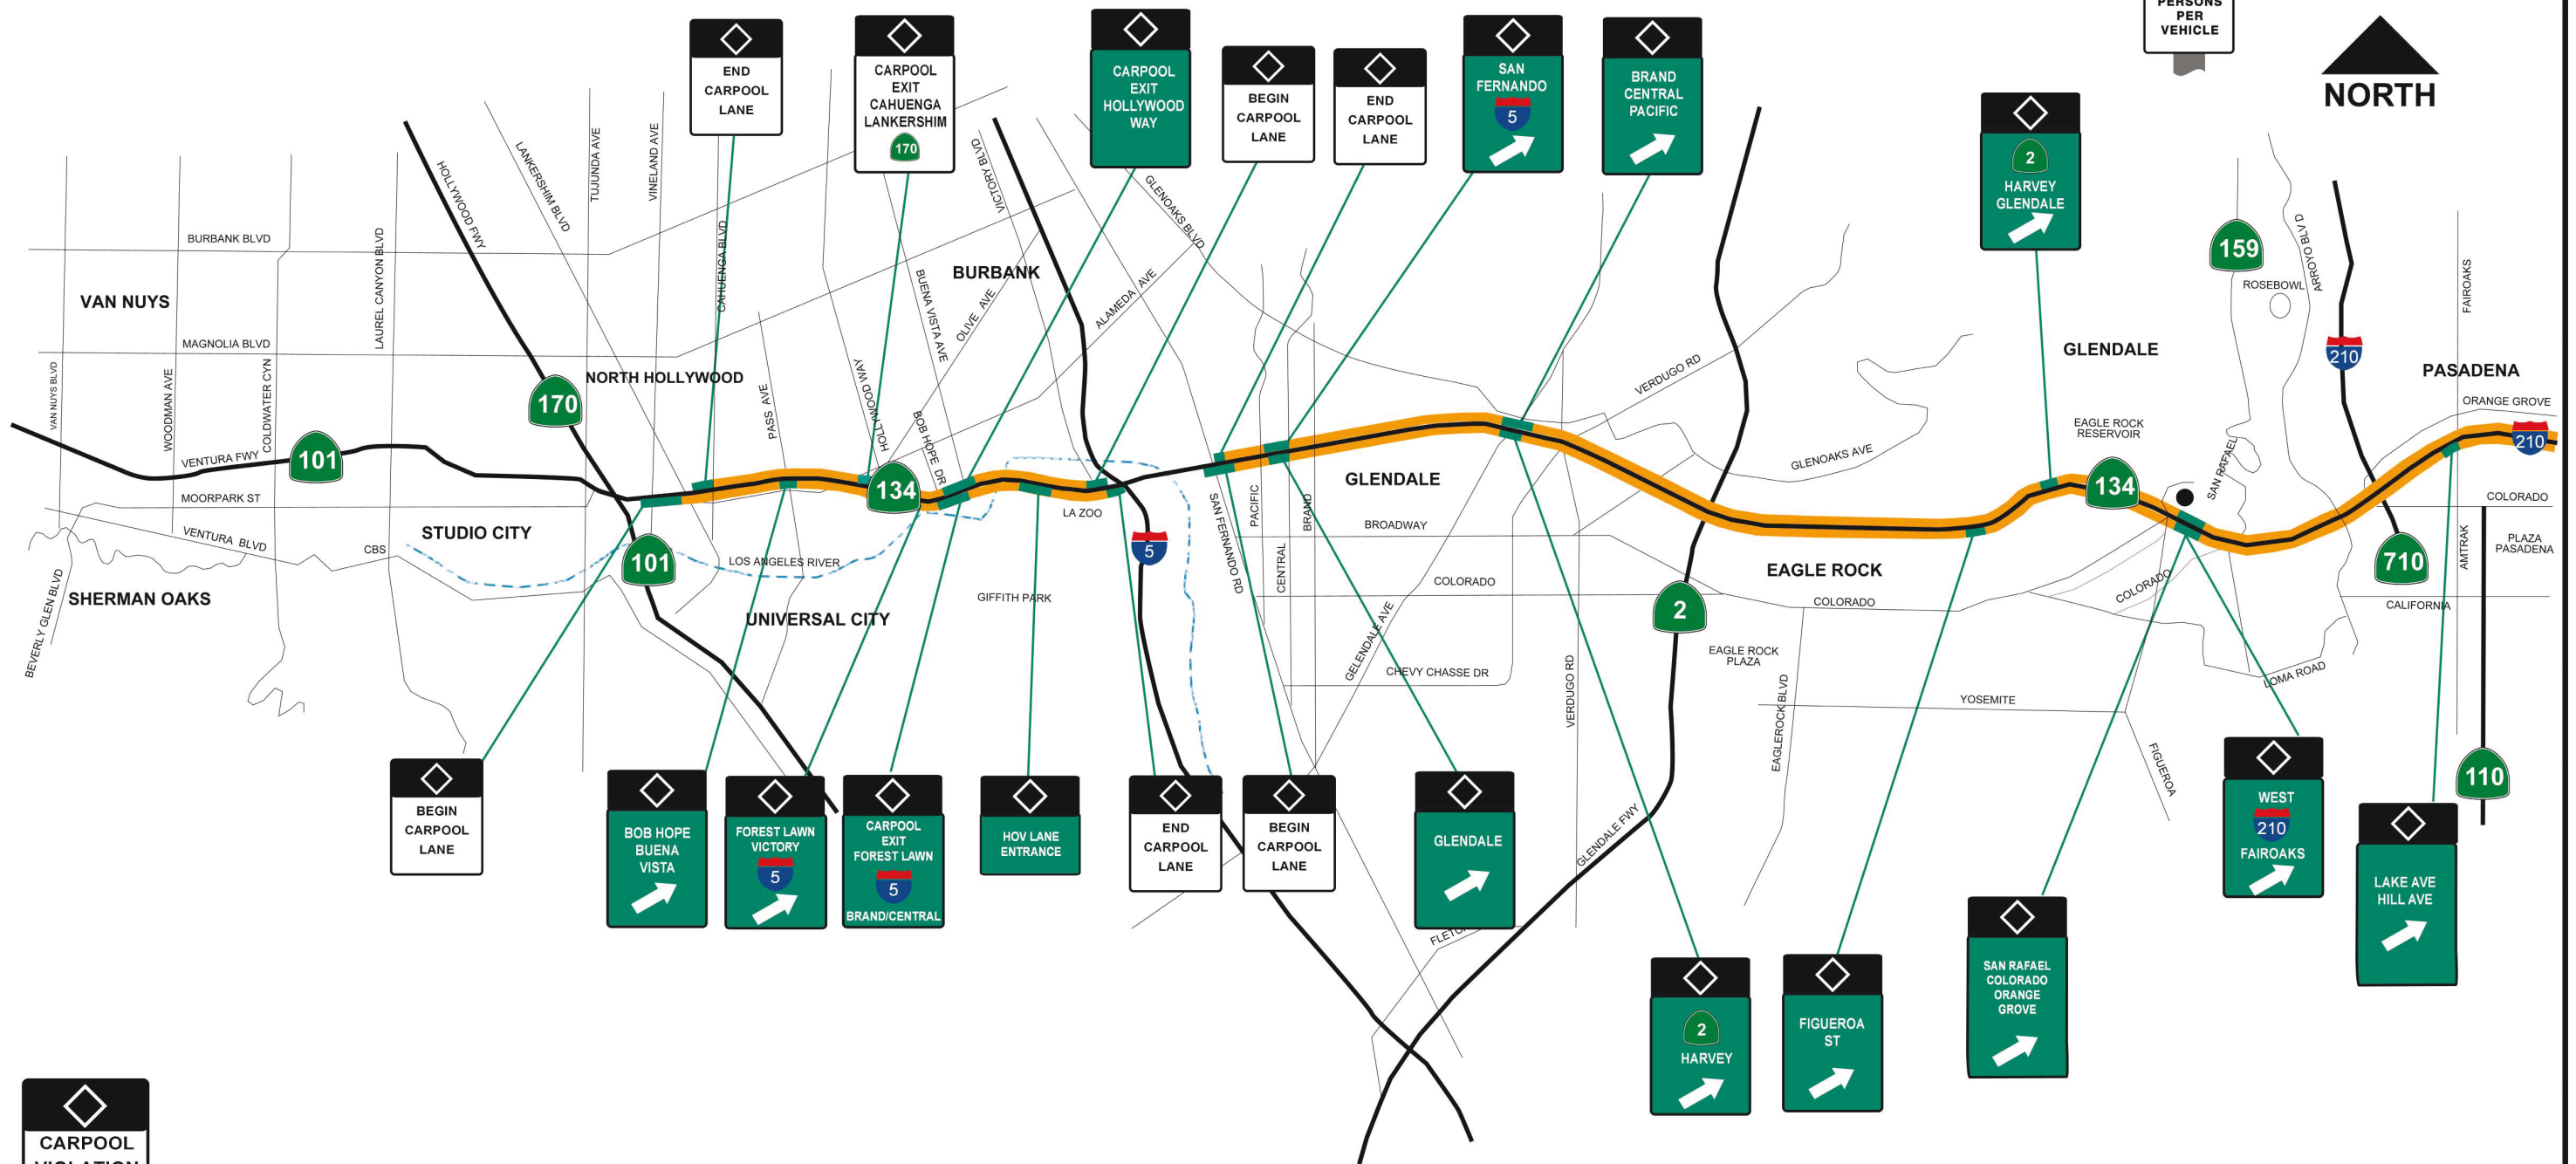 PERSONS
PER
VEHICLE
NORTH
END
CARPOOL
LANE
CARPOOL
EXIT
CAHUENGA
LANKERSHIM
170
CARPOOL
EXIT
HOLLYWOOD
WAY
BEGIN
CARPOOL
LANE
END
CARPOOL
LANE
SAN
FERNANDO
5
BRAND
CENTRAL
PACIFIC
2
HARVEY
GLENDALE
HOLLYWOOD FWY
LANKERSHIM BLVD
TUJUNDA AVE
VINELAND AVE
CAHUENGA BLVD
VICTORY BLVD
GLENOAKS BLVD
BURBANK BLVD
VAN NUYS
LAUREL CANYON BLVD
BURBANK
BUENA VISTA AVE
OLIVE AVE
ALAMEDA AVE
159
ROSEBOWL
ARROYO BLVD
FAIROAKS
210
MAGNOLIA BLVD
VAN NUYS BLVD
WOODMAN AVE
COLDWATER CYN
170
NORTH HOLLYWOOD
PASS AVE
HOLLYWOOD WAY
BOB HOPE DR
VERDUGO RD
GLENDALE
PASADENA
ORANGE GROVE
EAGLE ROCK
RESERVOIR
210
VENTURA FWY
101
134
GLENDALE
GLENOAKS AVE
134
SAN RAFAEL
COLORADO
MOORPARK ST
STUDIO CITY
LA ZOO
SAN FERNANDO RD
PACIFIC
BRAND
CENTRAL
BROADWAY
VENTURA BLVD
CBS
101
LOS ANGELES RIVER
5
710
AMTRAK
PLAZA
PASADENA
SHERMAN OAKS
BEVERLY GLEN BLVD
UNIVERSAL CITY
GIFFITH PARK
COLORADO
EAGLE ROCK
2
COLORADO
COLORADO
CALIFORNIA
GELENDALE AVE
CHEVY CHASSE DR
VERDUGO RD
EAGLE ROCK
PLAZA
EAGLEROCK BLVD
YOSEMITE
LOMA ROAD
FIGUEROA
110
GLENDALE FWY
BEGIN
CARPOOL
LANE
BOB HOPE
BUENA
VISTA
FOREST LAWN
VICTORY
5
CARPOOL
EXIT
FOREST LAWN
5
BRAND/CENTRAL
HOV LANE
ENTRANCE
END
CARPOOL
LANE
BEGIN
CARPOOL
LANE
GLENDALE
2
HARVEY
FIGUEROA
ST
SAN RAFAEL
COLORADO
ORANGE
GROVE
WEST
210
FAIROAKS
LAKE AVE
HILL AVE
CARPOOL
VIOLATION